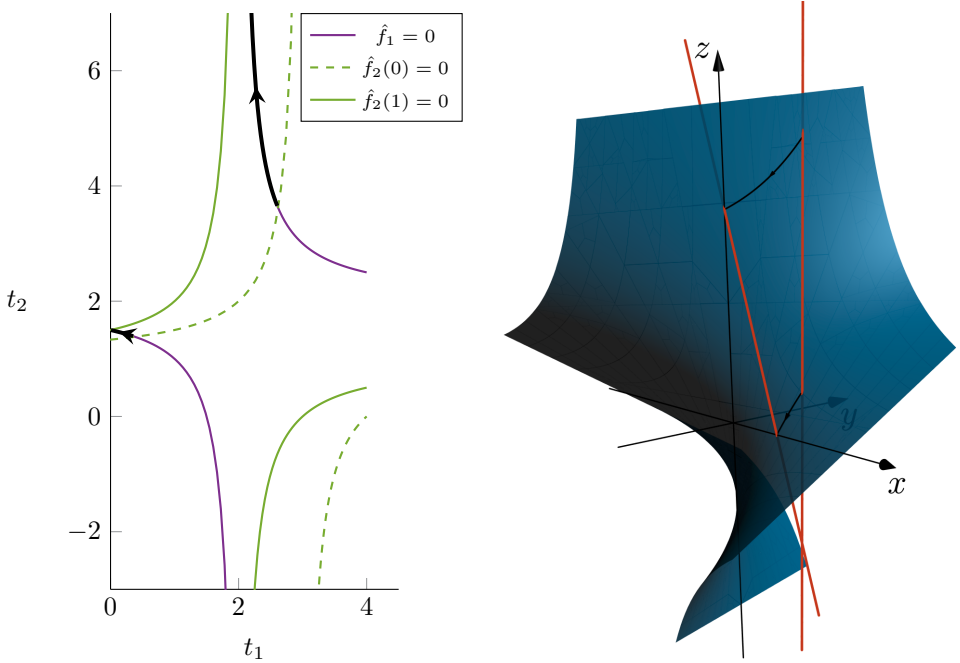 6
4
2
0
−2
0
2
4
t₂
t₁
f̂₁ = 0
f̂₂(0) = 0
f̂₂(1) = 0
z
y
x